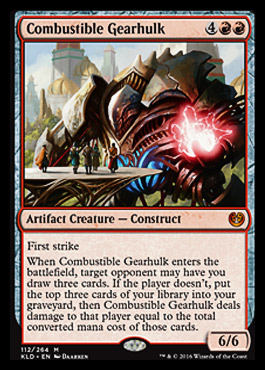 Combustible Gearhulk 4
Artifact Creature — Construct
First strike
When Combustible Gearhulk enters the
battlefield, target opponent may have you
draw three cards. If the player doesn't, put
the top three cards of your library into your
graveyard, then Combustible Gearhulk deals
damage to that player equal to the total
converted mana cost of those cards.
6/6
112/264 M
KLD • EN DAARKEN
™ & © 2016 Wizards of the Coast